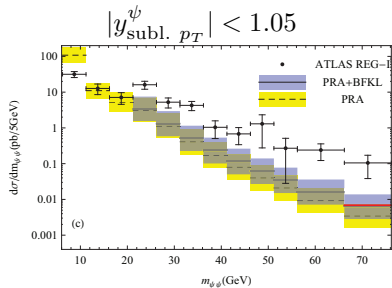 |y^ψ_subl. p_T| < 1.05
ATLAS REG-I
PRA+BFKL
PRA
dσ/dm_ψψ(pb/5GeV)
100
10
1
0.1
0.01
0.001
(c)
10 20 30 40 50 60 70
m_ψψ(GeV)